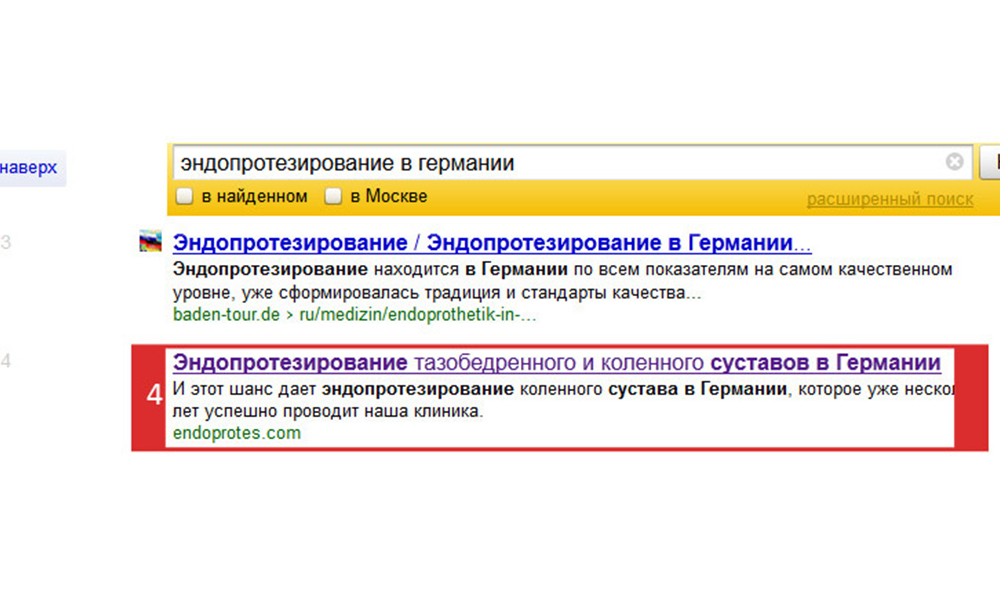 наверх
эндопротезирование в германии
в найденном в Москве расширенный поиск
3
Эндопротезирование / Эндопротезирование в Германии...
Эндопротезирование находится в Германии по всем показателям на самом качественном
уровне, уже сформировалась традиция и стандарты качества...
baden-tour.de › ru/medizin/endoprothetik-in-...
4
Эндопротезирование тазобедренного и коленного суставов в Германии
4
И этот шанс дает эндопротезирование коленного сустава в Германии, которое уже
лет успешно проводит наша клиника.
endoprotes.com